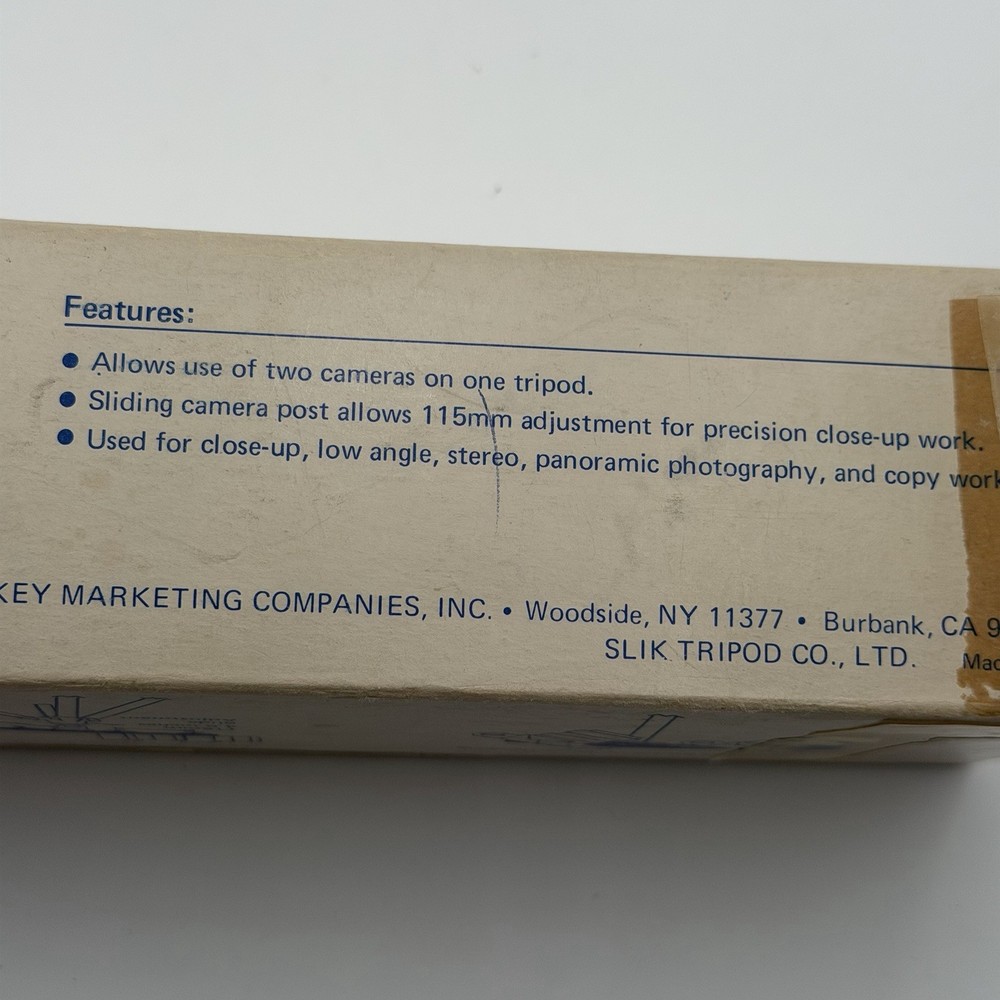 Features:
• Allows use of two cameras on one tripod.
• Sliding camera post allows 115mm adjustment for precision close-up work.
• Used for close-up, low angle, stereo, panoramic photography, and copy work
KEY MARKETING COMPANIES, INC. • Woodside, NY 11377 • Burbank, CA 9
SLIK TRIPOD CO., LTD. Mad